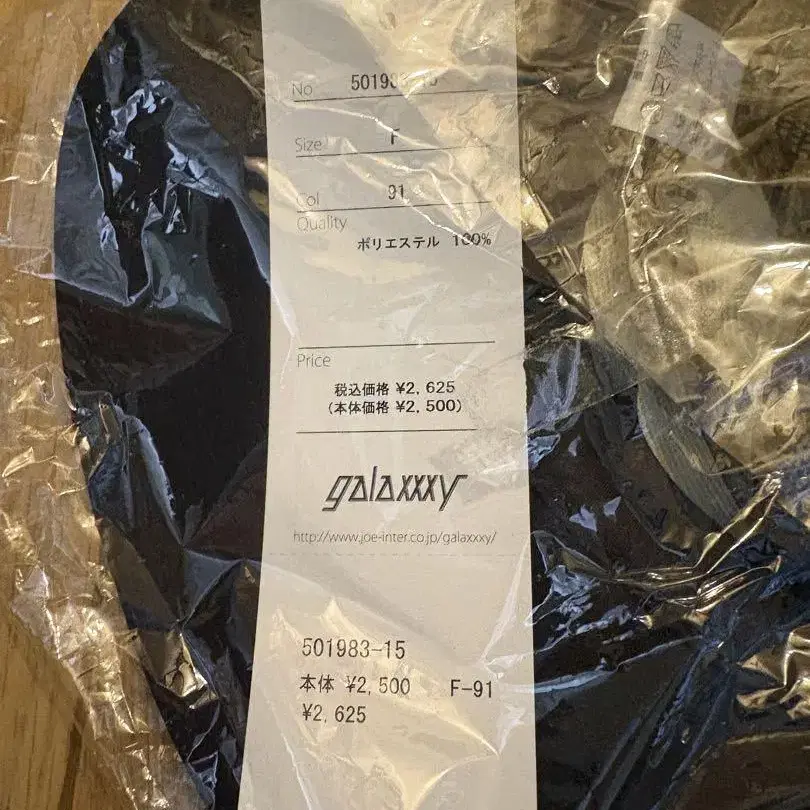 No 501983-15
Size F
Col 91
Quality
ポリエステル 100%
Price
税込価格 ¥2,625
(本体価格 ¥2,500)
galaxxxy
http://www.joe-inter.co.jp/galaxxxy/
501983-15
本体 ¥2,500 F-91
¥2,625